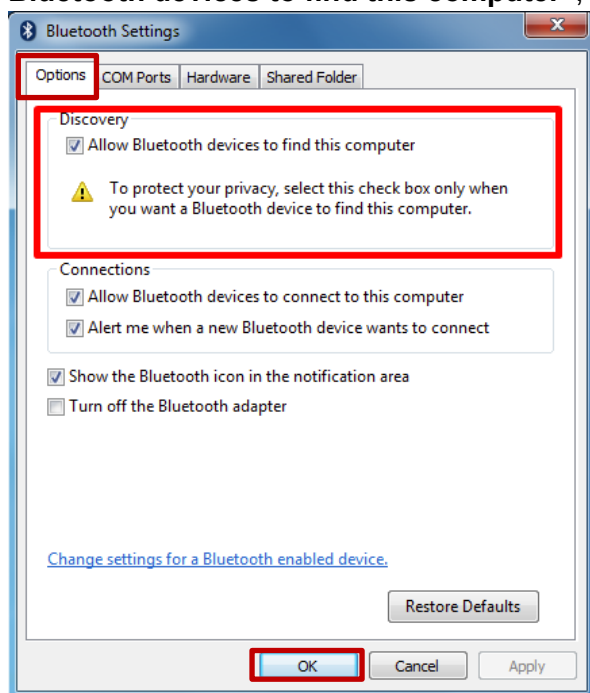 Bluetooth devices to find this computer",
Bluetooth Settings
Options COM Ports Hardware Shared Folder
Discovery
Allow Bluetooth devices to find this computer
To protect your privacy, select this check box only when
you want a Bluetooth device to find this computer.
Connections
Allow Bluetooth devices to connect to this computer
Alert me when a new Bluetooth device wants to connect
Show the Bluetooth icon in the notification area
Turn off the Bluetooth adapter
Change settings for a Bluetooth enabled device.
Restore Defaults
OK Cancel Apply